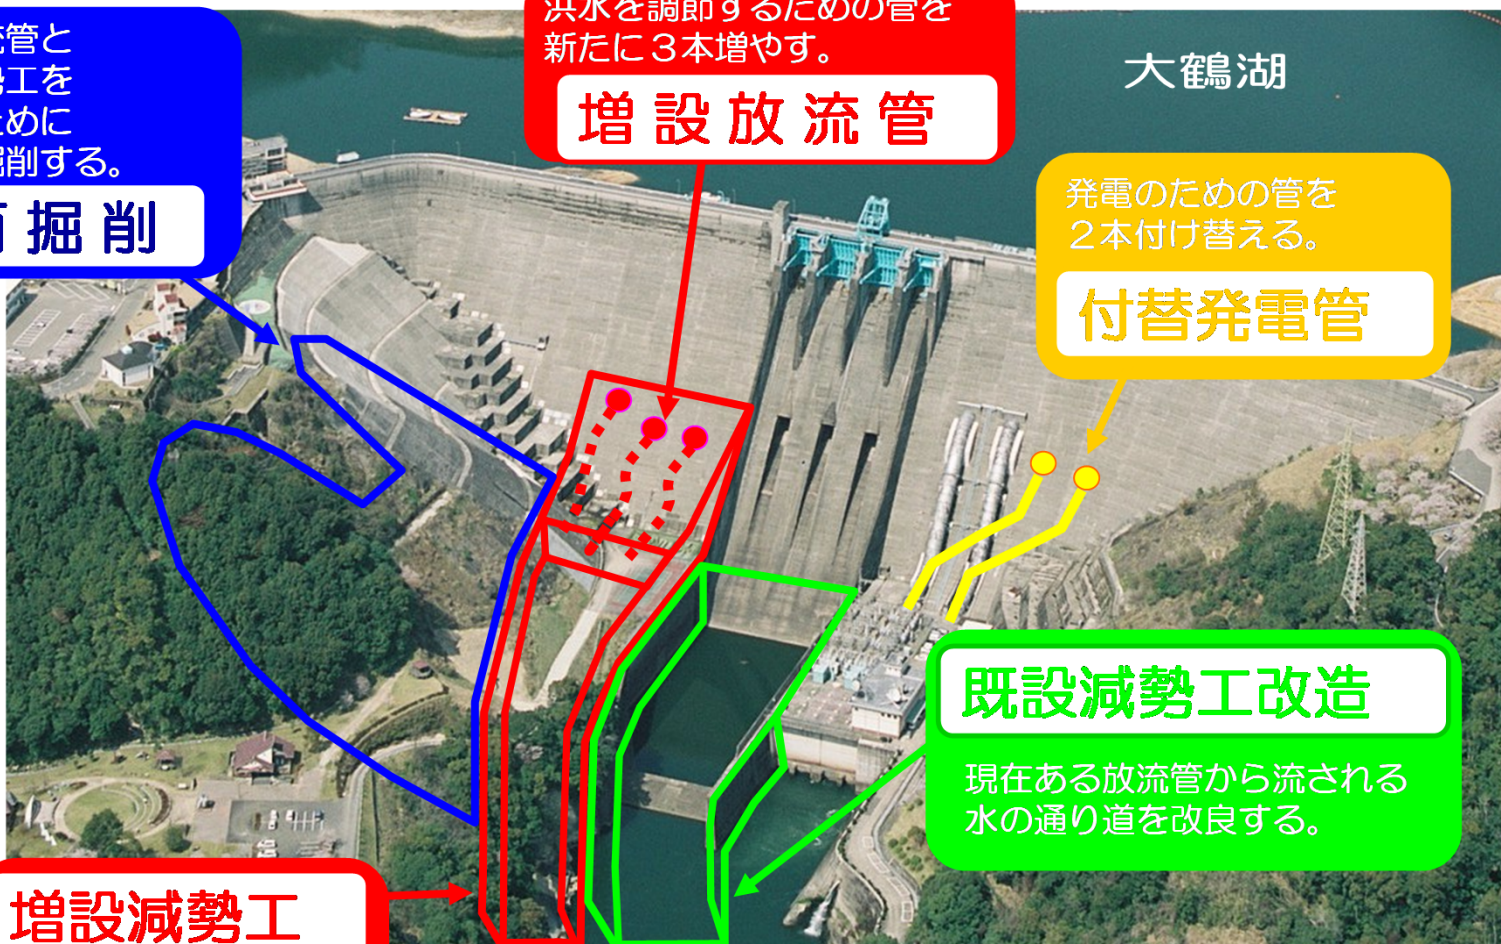 洪水を調節するための管を
新たに３本増やす。
増設放流管
大鶴湖
管と
工を
ために
削する。
掘削
発電のための管を
２本付け替える。
付替発電管
既設減勢工改造
現在ある放流管から流される
水の通り道を改良する。
増設減勢工